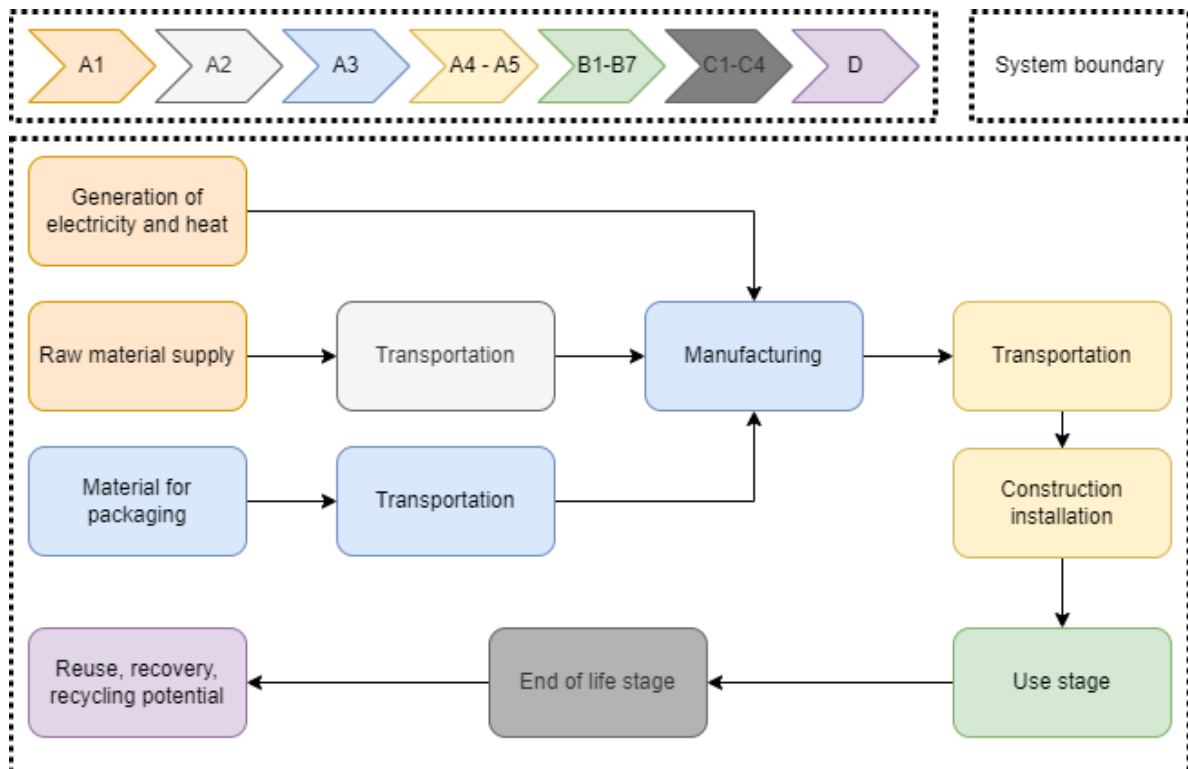 A1
A2
A3
A4 - A5
B1-B7
C1-C4
D
System boundary
Generation of
electricity and heat
Raw material supply
Transportation
Manufacturing
Transportation
Material for
packaging
Transportation
Construction
installation
Reuse, recovery,
recycling potential
End of life stage
Use stage